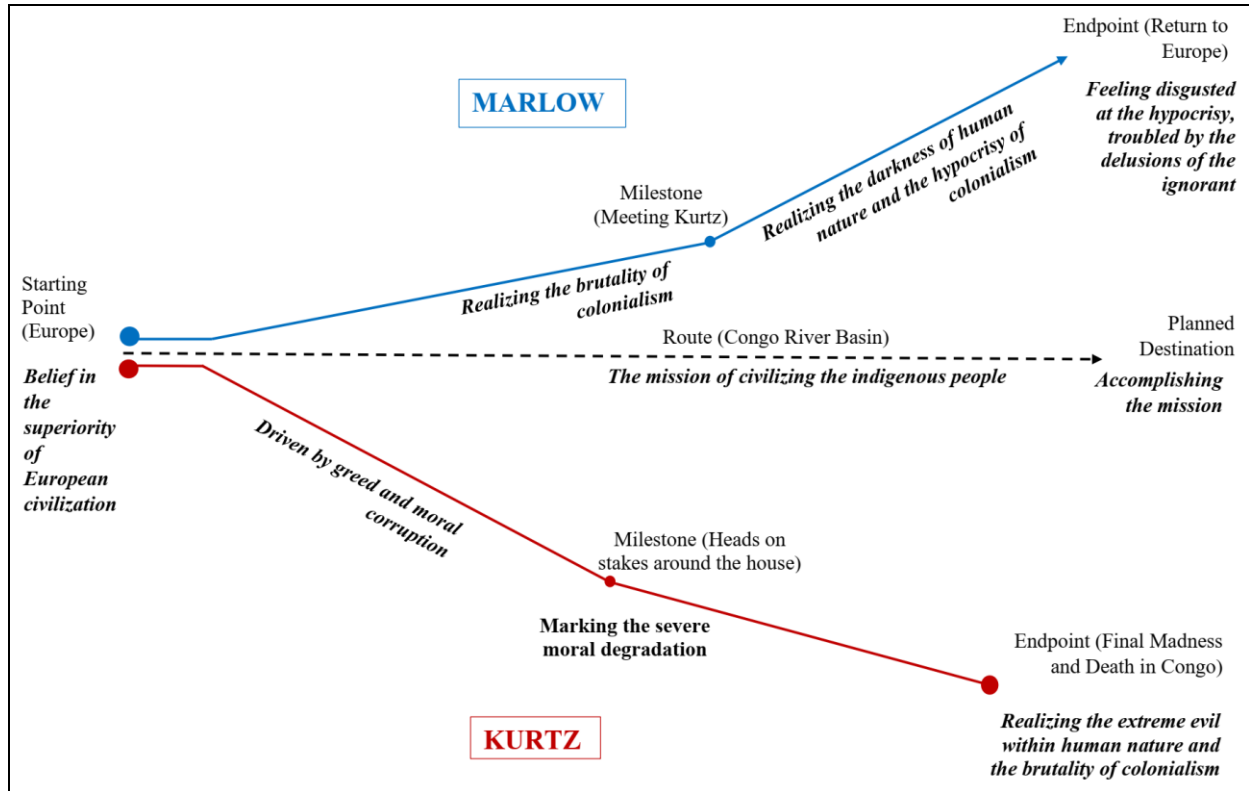 MARLOW
Endpoint (Return to
Europe)
Feeling disgusted
at the hypocrisy,
troubled by the
delusions of the
ignorant
Milestone
(Meeting Kurtz)
Realizing the darkness of human
nature and the hypocrisy of
colonialism
Realizing the brutality of
colonialism
Starting
Point
(Europe)
Belief in
the
superiority
of
European
civilization
Route (Congo River Basin)
The mission of civilizing the indigenous people
Planned
Destination
Accomplishing
the mission
Driven by greed and moral
corruption
Milestone (Heads on
stakes around the house)
Marking the severe
moral degradation
Endpoint (Final Madness
and Death in Congo)
Realizing the extreme evil
within human nature and
the brutality of colonialism
KURTZ